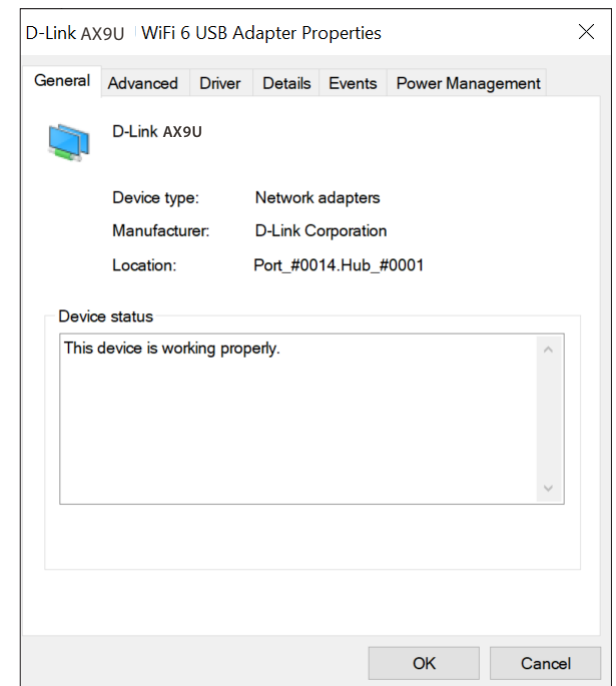 D-Link AX9U WiFi 6 USB Adapter Properties
General Advanced Driver Details Events Power Management
D-Link AX9U
Device type: Network adapters
Manufacturer: D-Link Corporation
Location: Port_#0014.Hub_#0001
Device status
This device is working properly.
OK Cancel